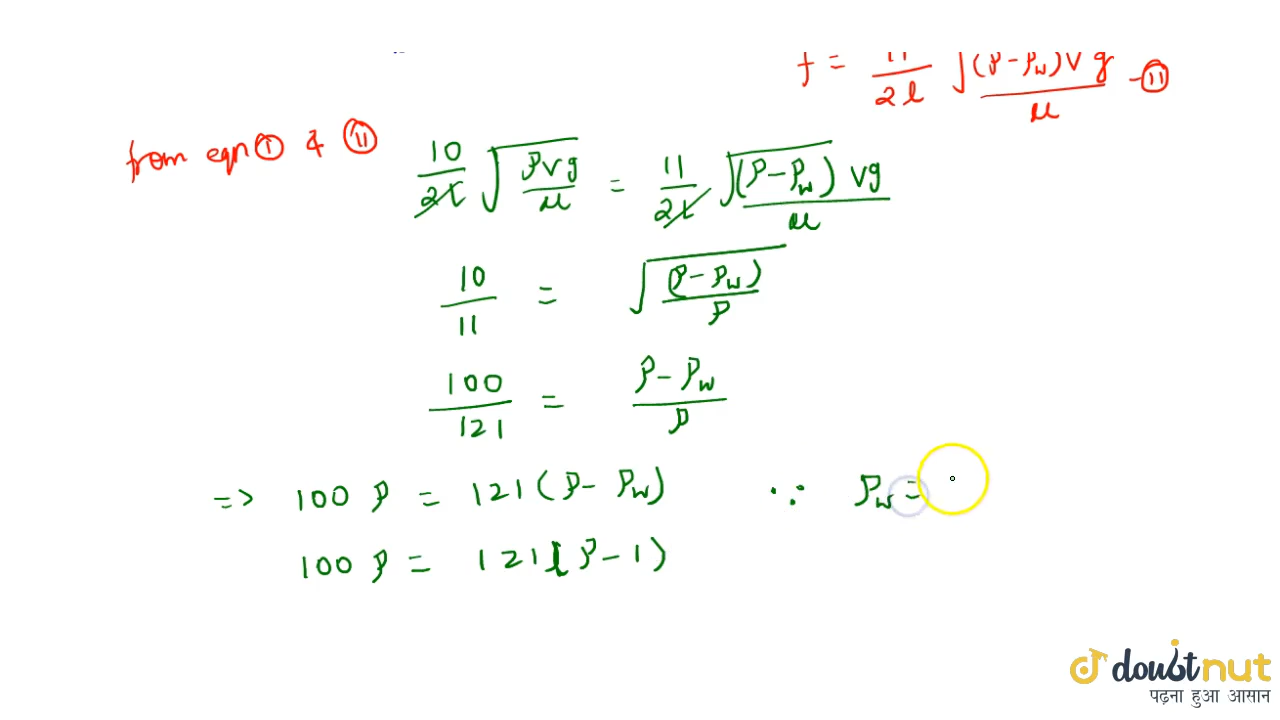 f = 11/2l √((ρ-ρw)Vg/μ) -(II)
from eqn (I) & (II)
10/2l √(ρVg/μ) = 11/2l √((ρ-ρw)Vg/μ)
10/11 = √((ρ-ρw)/ρ)
100/121 = (ρ-ρw)/ρ
=> 100 ρ = 121(ρ-ρw) ∵ ρw =
100 ρ = 121(ρ-1)
doubtnut
पढ़ना हुआ आसान